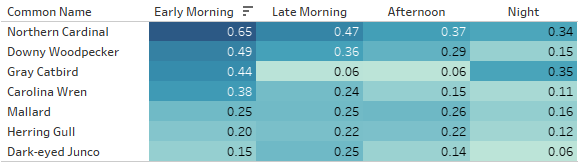 Common Name Early Morning Late Morning Afternoon Night
Northern Cardinal 0.65 0.47 0.37 0.34
Downy Woodpecker 0.49 0.36 0.29 0.15
Gray Catbird 0.44 0.06 0.06 0.35
Carolina Wren 0.38 0.24 0.15 0.11
Mallard 0.25 0.25 0.26 0.16
Herring Gull 0.20 0.22 0.22 0.12
Dark-eyed Junco 0.15 0.25 0.14 0.06